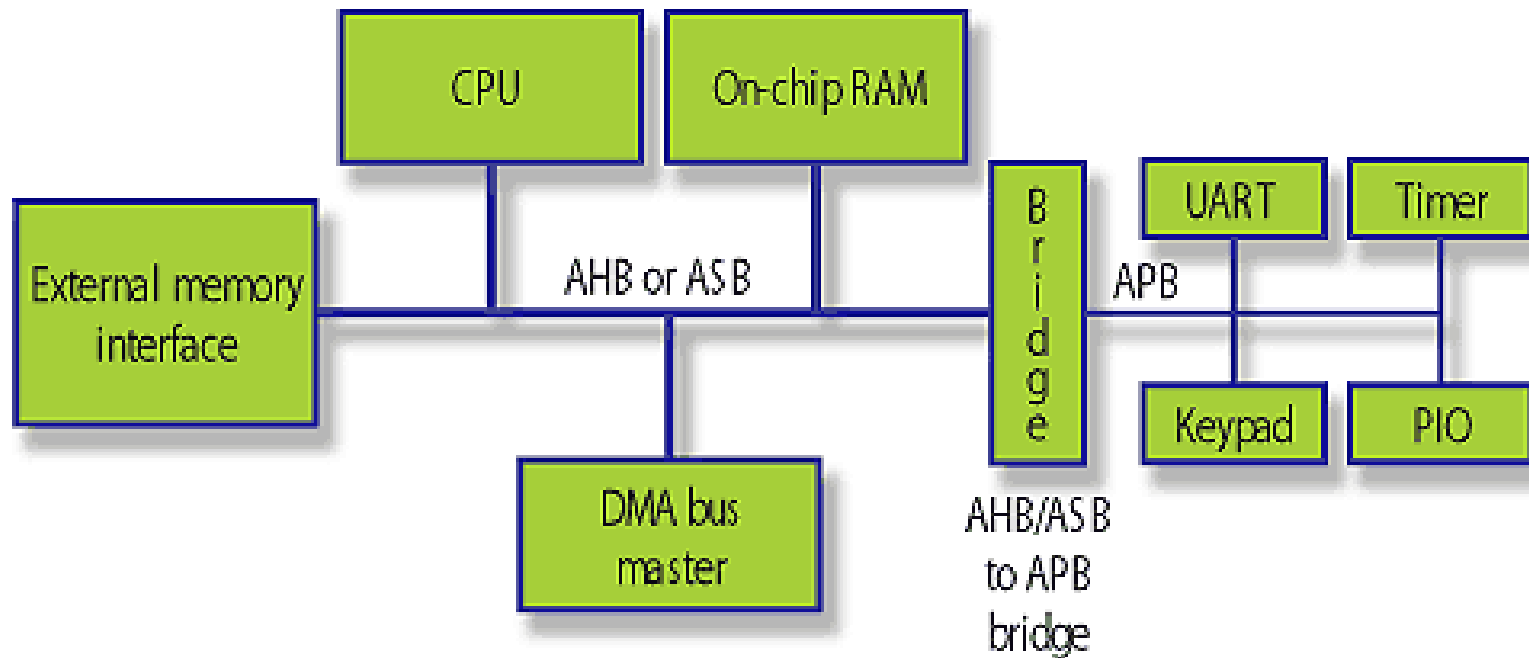 CPU
On-chip RAM
External memory
interface
AHB or ASB
DMA bus
master
Bridge
AHB/ASB
to APB
bridge
APB
UART
Timer
Keypad
PIO